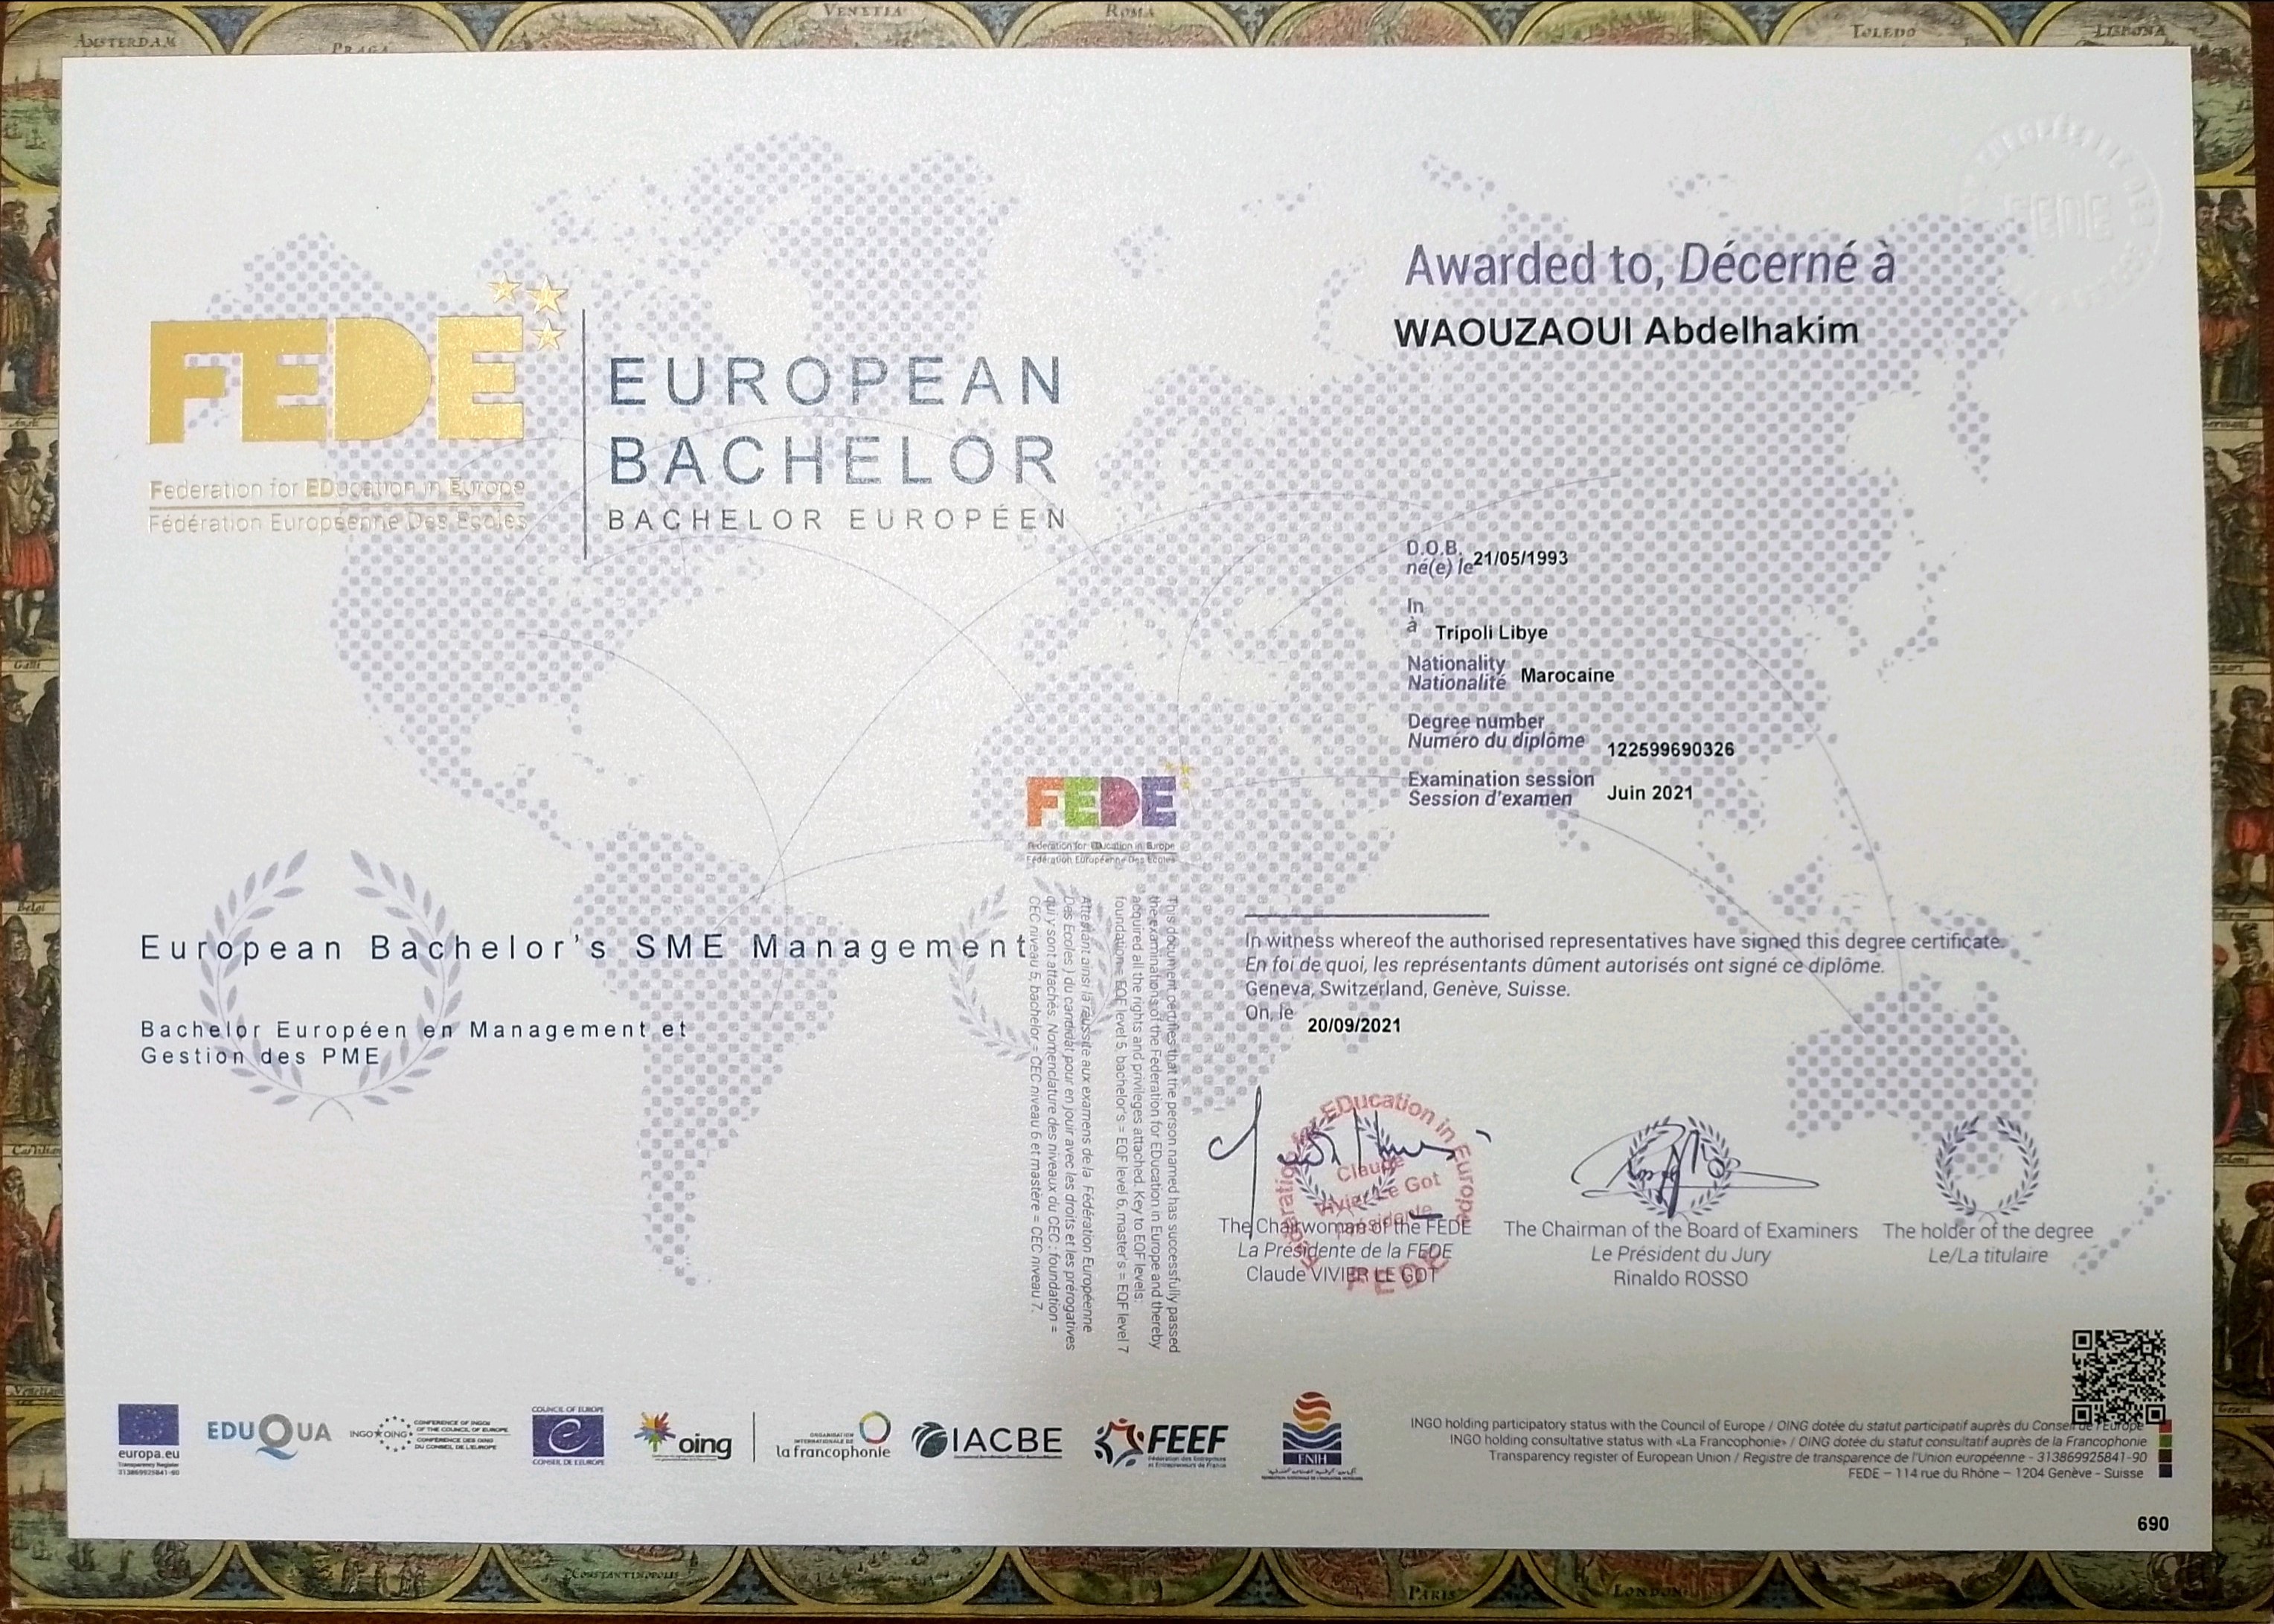 AMSTERDAM
PRAGA
VENETIA
ROMA
TOLEDO
LISBONA
FEDE
Federation for EDucation in Europe
Fédération Européenne Des Ecoles
EUROPEAN
BACHELOR
BACHELOR EUROPÉEN
Awarded to, Décerné à
WAOUZAOUI Abdelhakim
FEDE
D.O.B.
né(e) le 21/05/1993
In
à Tripoli Libye
Nationality
Nationalité Marocaine
Degree number
Numéro du diplôme 122599690326
Examination session
Session d'examen Juin 2021
FEDE
Federation for EDucation in Europe
Fédération Européenne Des Ecoles
European Bachelor's SME Management
Bachelor Européen en Management et
Gestion des PME
This document certifies that the person named has successfully passed
the examinations of the Federation for EDucation in Europe and thereby
acquired all the rights and privileges attached. Key to EQF levels:
foundation = EQF level 5, bachelor's = EQF level 6, master's = EQF level 7
Attestant ainsi la réussite aux examens de la Fédération Européenne
Des Ecoles ) du candidat pour en jouir avec les droits et les prérogatives
qui y sont attachés. Nomenclature des niveaux du CEC : foundation =
CEC niveau 5, bachelor = CEC niveau 6 et mastère = CEC niveau 7.
In witness whereof the authorised representatives have signed this degree certificate.
En foi de quoi, les représentants dûment autorisés ont signé ce diplôme.
Geneva, Switzerland, Genève, Suisse.
On, le 20/09/2021
Federation for EDucation in Europe
Claude
Vivier Le Got
Présidente
FEDE
The Chairwoman of the FEDE
La Présidente de la FEDE
Claude VIVIER LE GOT
The Chairman of the Board of Examiners
Le Président du Jury
Rinaldo ROSSO
The holder of the degree
Le/La titulaire
europa.eu
Transparency Register
313869925841-90
EDUQUA
INGO OING
CONFERENCE OF INGOs
OF THE COUNCIL OF EUROPE
CONFÉRENCE DES OING
DU CONSEIL DE L'EUROPE
COUNCIL OF EUROPE
CONSEIL DE L'EUROPE
oing
ORGANISATION
INTERNATIONALE DE
la francophonie
IACBE
FEEF
Fédération des Entreprises
et Entrepreneurs de France
FNIH
INGO holding participatory status with the Council of Europe / OING dotée du statut participatif auprès du Conseil de l'Europe
INGO holding consultative status with «La Francophonie» / OING dotée du statut consultatif auprès de la Francophonie
Transparency register of European Union / Registre de transparence de l'Union européenne - 313869925841-90
FEDE – 114 rue du Rhône – 1204 Genève - Suisse
690
CONSTANTINOPOLIS
PARIS
LONDON